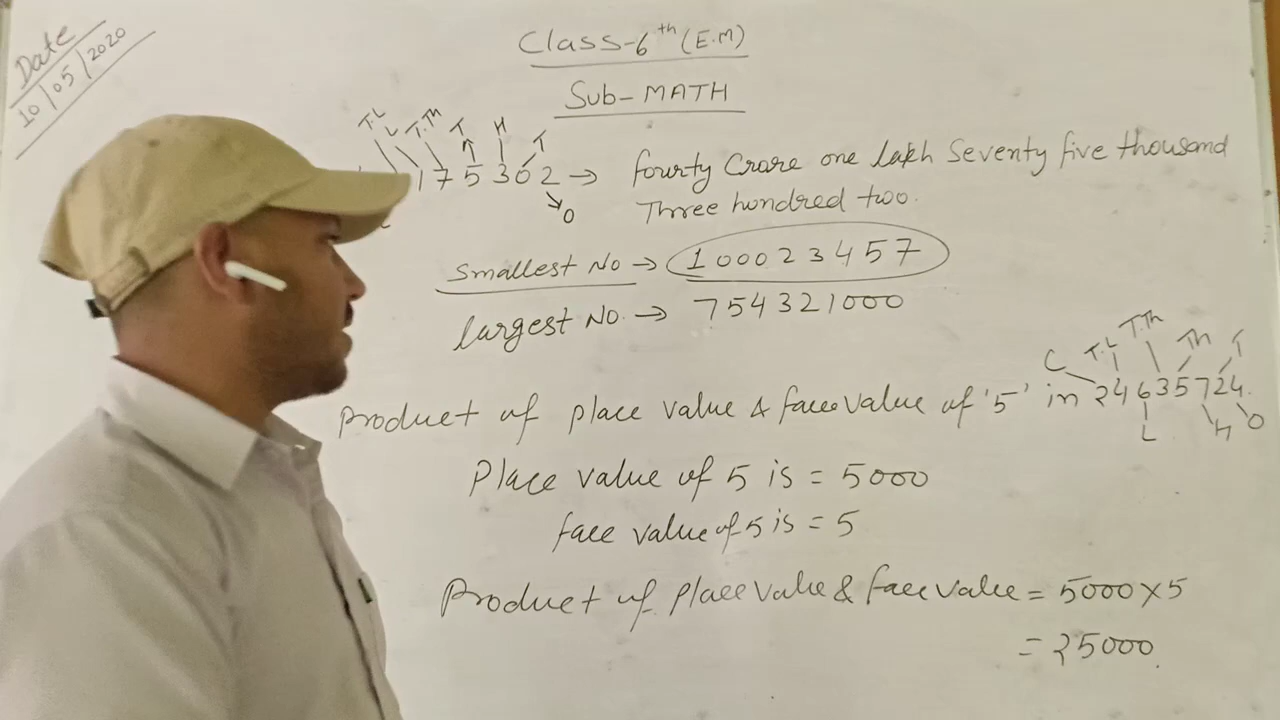 Date
10/05/2020
Class-6th (E.M)
Sub-MATH
T.L L T.Th T H T
175302 → fourty Crore one lakh Seventy five thousand
O
Three hundred two.
Smallest No → 100023457
largest No. → 754321000
C T.L T.Th Th T
Product of place value & face value of '5' in 24635724.
L H O
Place value of 5 is = 5000
face value of 5 is = 5
Product of place value & face value = 5000×5
= 25000.